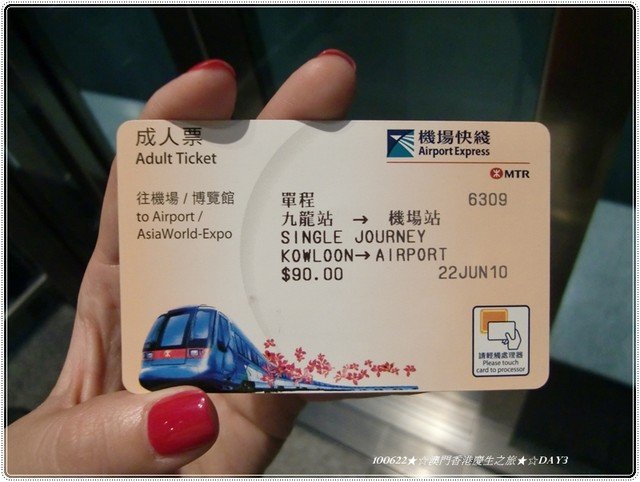 成人票
Adult Ticket
機場快綫
Airport Express
MTR
往機場 / 博覽館
to Airport /
AsiaWorld-Expo
單程 6309
九龍站 → 機場站
SINGLE JOURNEY
KOWLOON→AIRPORT
$90.00 22JUN10
請輕觸處理器
Please touch
card to processor
100622★☆澳門香港慶生之旅★☆DAY3